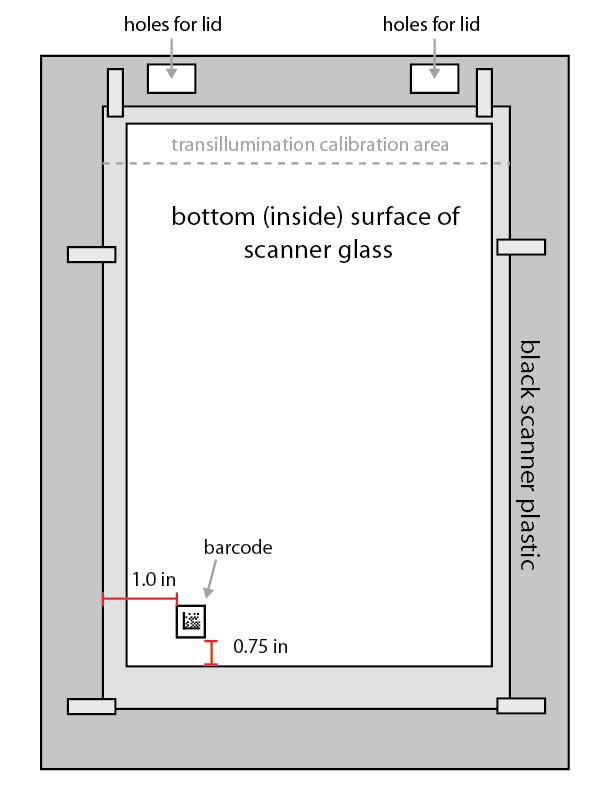 holes for lid
holes for lid
transillumination calibration area
bottom (inside) surface of
scanner glass
black scanner plastic
barcode
1.0 in
0.75 in